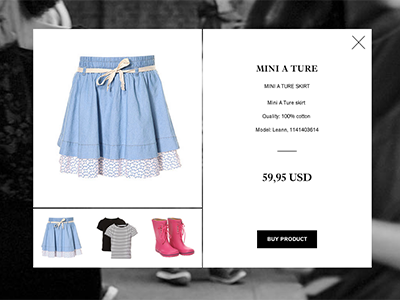 MINI A TURE
MINI A TURE SKIRT
Mini A Ture skirt
Quality: 100% cotton
Model: Leann, 1141403614
59,95 USD
BUY PRODUCT